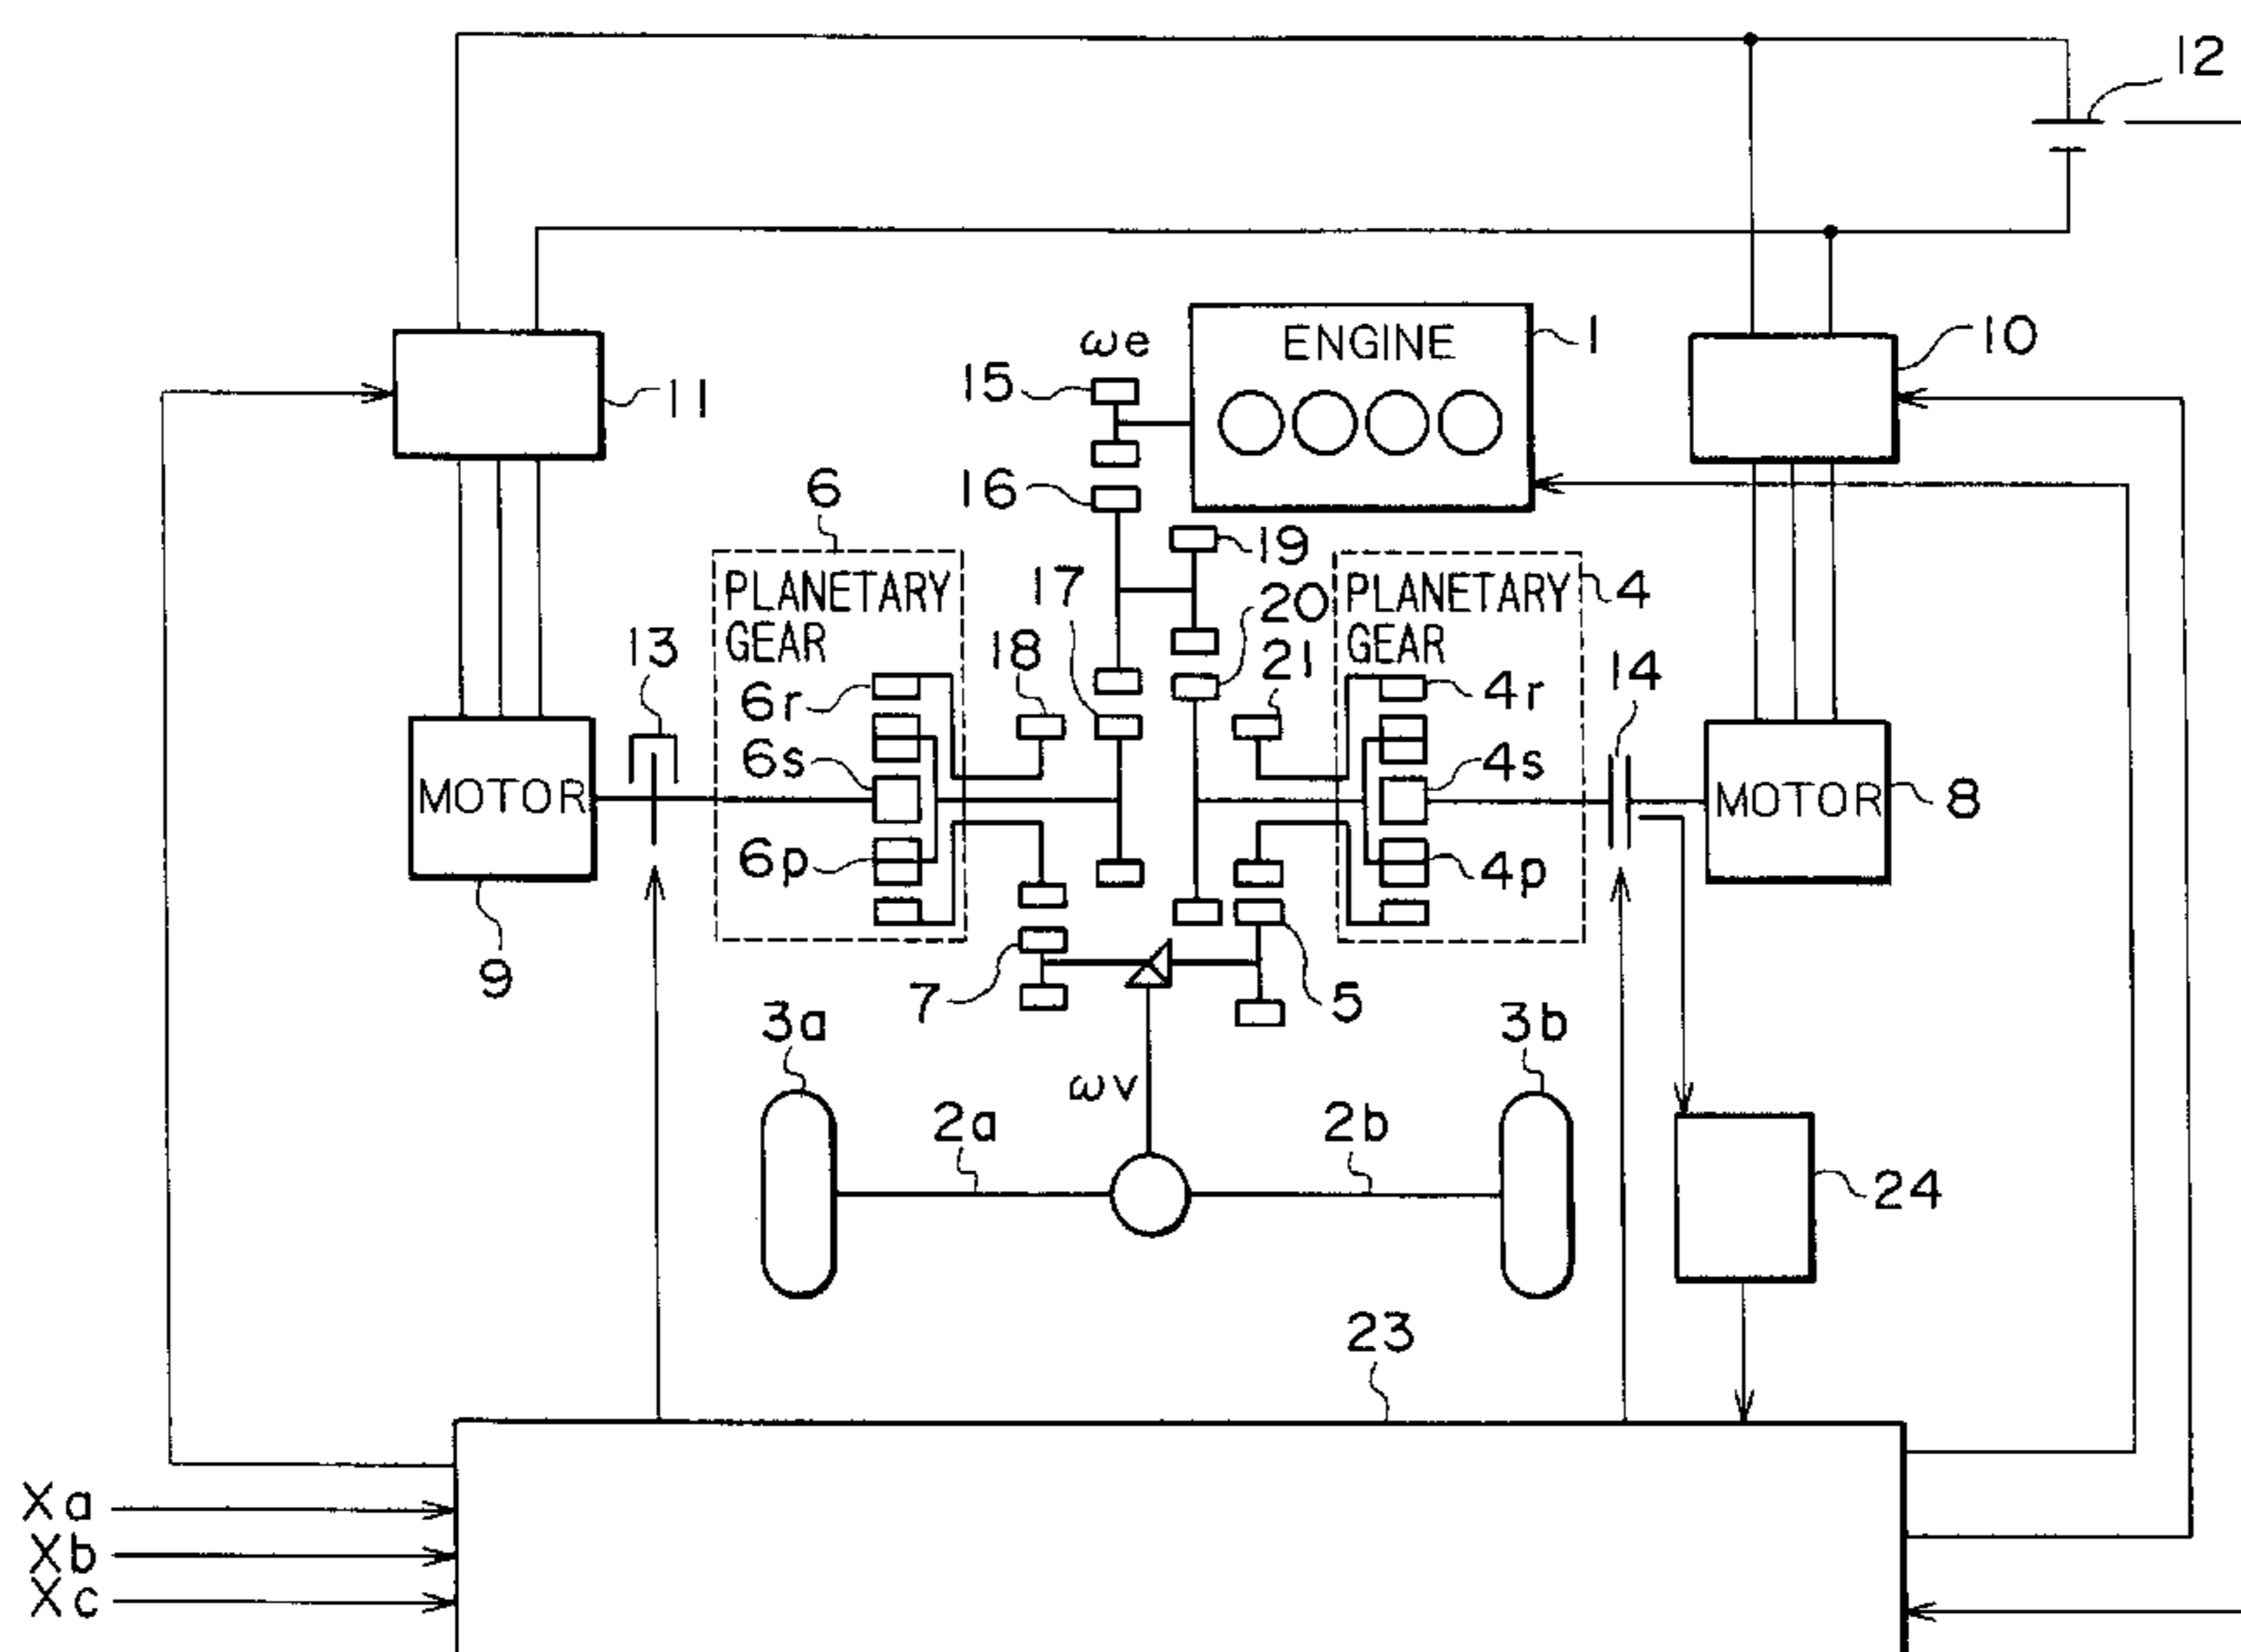 12
ωe
ENGINE
1
10
15
11
16
6
19
PLANETARY
GEAR
17
20
PLANETARY
GEAR
4
13
18
21
14
6r
4r
6s
4s
MOTOR
MOTOR
8
6p
4p
9
7
5
3a
3b
ωv
2a
2b
24
23
Xa
Xb
Xc